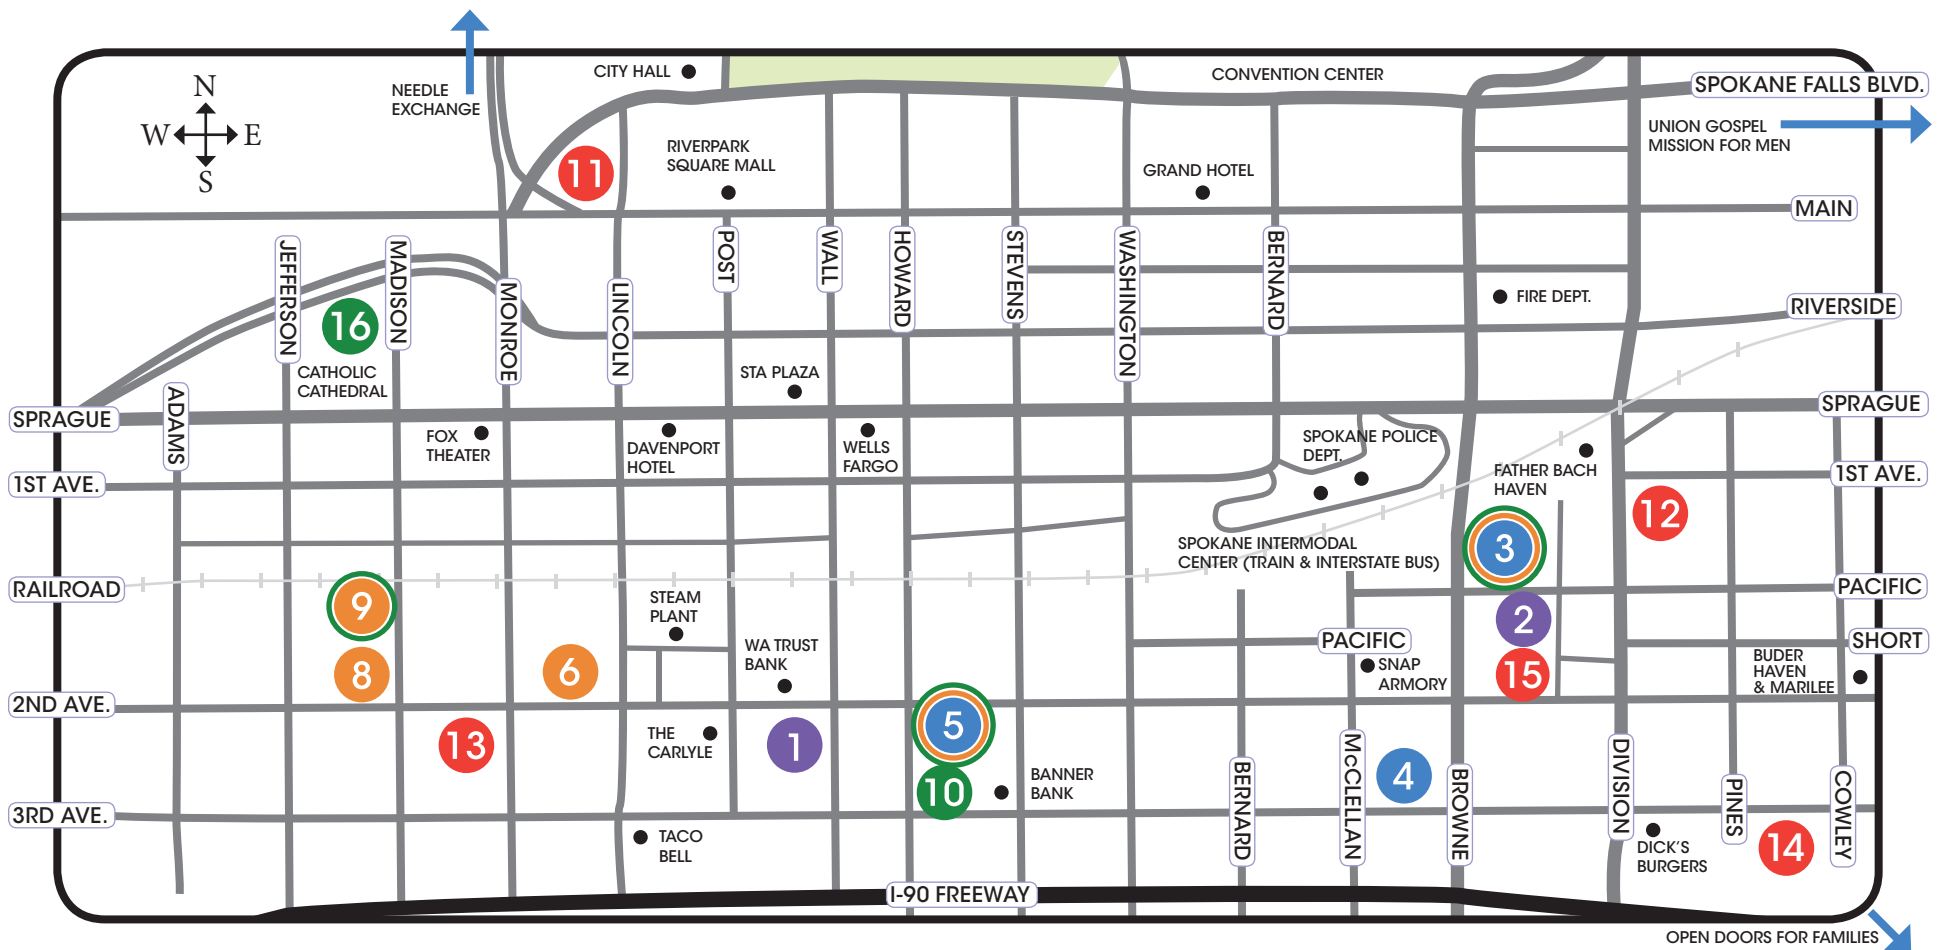 CITY HALL
CONVENTION CENTER
NEEDLE
EXCHANGE
SPOKANE FALLS BLVD.
N
W
E
S
UNION GOSPEL
MISSION FOR MEN
RIVERPARK
SQUARE MALL
11
GRAND HOTEL
MAIN
JEFFERSON
MADISON
MONROE
LINCOLN
POST
WALL
HOWARD
STEVENS
WASHINGTON
BERNARD
FIRE DEPT.
RIVERSIDE
16
CATHOLIC
CATHEDRAL
STA PLAZA
ADAMS
SPRAGUE
SPRAGUE
FOX
THEATER
DAVENPORT
HOTEL
WELLS
FARGO
SPOKANE POLICE
DEPT.
FATHER BACH
HAVEN
1ST AVE.
1ST AVE.
12
3
SPOKANE INTERMODAL
CENTER (TRAIN & INTERSTATE BUS)
RAILROAD
PACIFIC
9
STEAM
PLANT
2
WA TRUST
BANK
PACIFIC
SHORT
8
6
SNAP
ARMORY
15
BUDER
HAVEN
& MARILEE
2ND AVE.
13
THE
CARLYLE
1
5
10
BANNER
BANK
BERNARD
McCLELLAN
4
BROWNE
DIVISION
PINES
COWLEY
3RD AVE.
TACO
BELL
DICK'S
BURGERS
14
I-90 FREEWAY
OPEN DOORS FOR FAMILIES